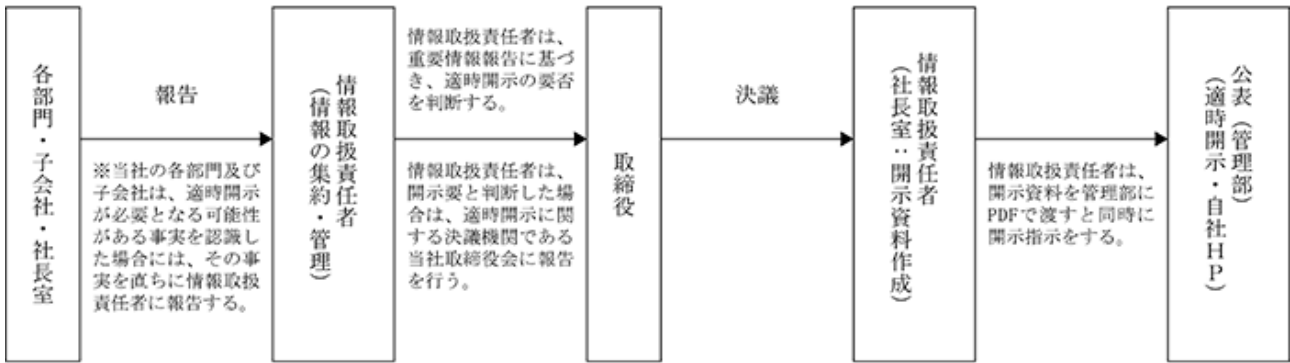 各部門・子会社・社長室
報告
※当社の各部門及び
子会社は、適時開示
が必要となる可能性
がある事実を認識し
た場合には、その事
実を直ちに情報取扱
責任者に報告する。
情報取扱責任者
(情報の集約・管理)
情報取扱責任者は、
重要情報報告に基づ
き、適時開示の要否
を判断する。
情報取扱責任者は、
開示要と判断した場
合は、適時開示に関
する決議機関である
当社取締役会に報告
を行う。
取締役
決議
情報取扱責任者
(社長室:開示資料作成)
情報取扱責任者は、
開示資料を管理部に
PDFで渡すと同時に
開示指示をする。
公表(管理部)
(適時開示・自社HP)